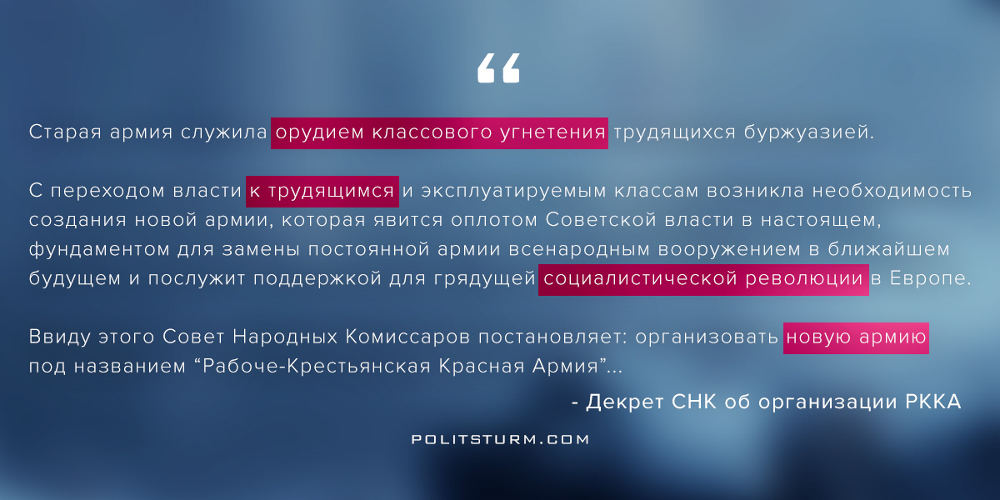 “
Старая армия служила орудием классового угнетения трудящихся буржуазией.
С переходом власти к трудящимся и эксплуатируемым классам возникла необходимость
создания новой армии, которая явится оплотом Советской власти в настоящем,
фундаментом для замены постоянной армии всенародным вооружением в ближайшем
будущем и послужит поддержкой для грядущей социалистической революции в Европе.
Ввиду этого Совет Народных Комиссаров постановляет: организовать новую армию
под названием “Рабоче-Крестьянская Красная Армия”...
- Декрет СНК об организации РККА
POLITSTURM.COM